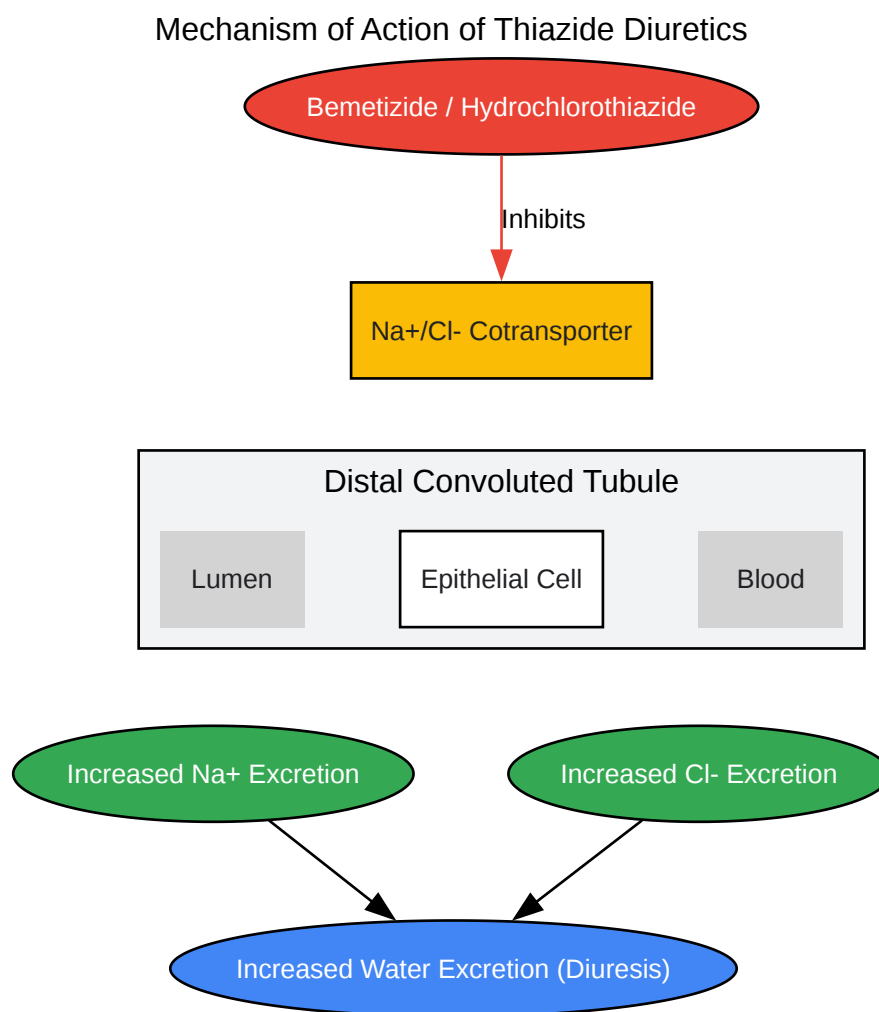 Mechanism of Action of Thiazide Diuretics
Bemetizide / Hydrochlorothiazide
Inhibits
Na+/Cl- Cotransporter
Distal Convoluted Tubule
Lumen
Epithelial Cell
Blood
Increased Na+ Excretion
Increased Cl- Excretion
Increased Water Excretion (Diuresis)